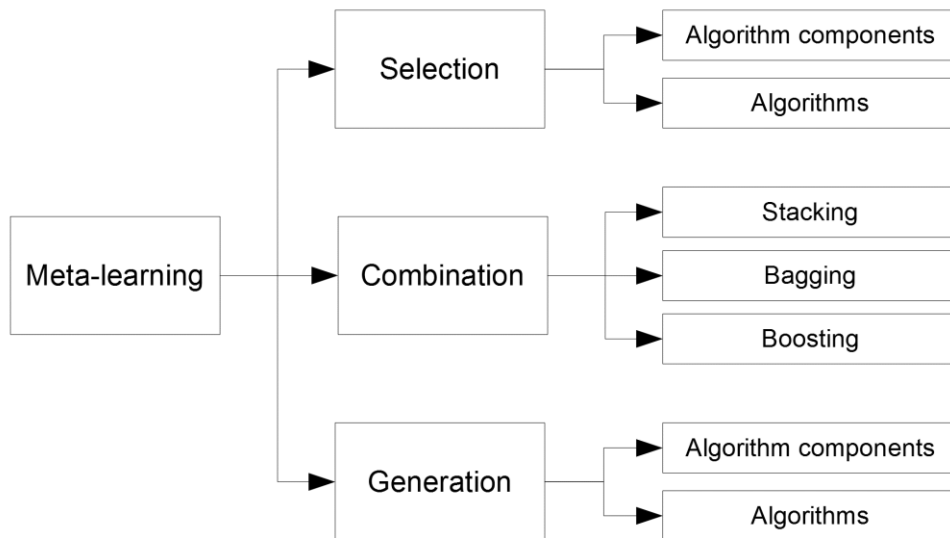 Meta-learning
Selection
Algorithm components
Algorithms
Combination
Stacking
Bagging
Boosting
Generation
Algorithm components
Algorithms